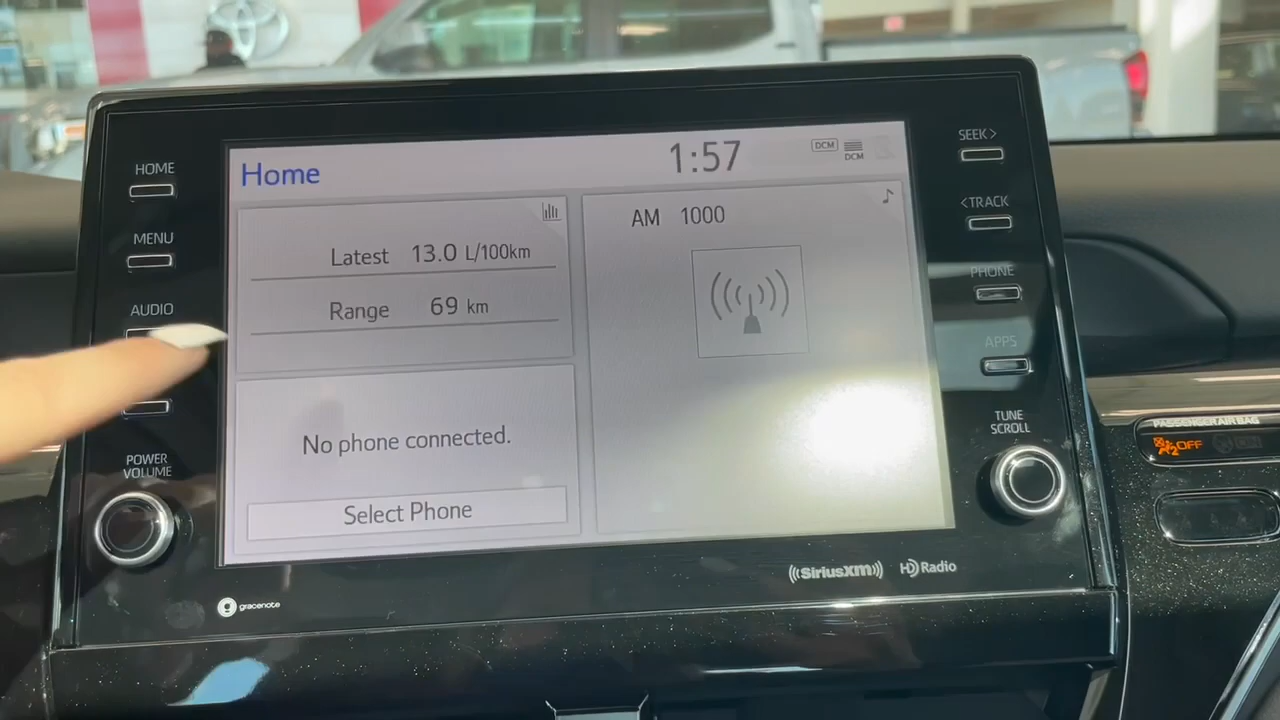 HOME
MENU
AUDIO
POWER
VOLUME
Home
1:57
DCM
DCM
Latest 13.0 L/100km
Range 69 km
No phone connected.
Select Phone
AM 1000
SEEK >
< TRACK
PHONE
APPS
TUNE
SCROLL
PASSENGER AIR BAG
2 OFF
gracenote
((SiriusXM))
HD Radio